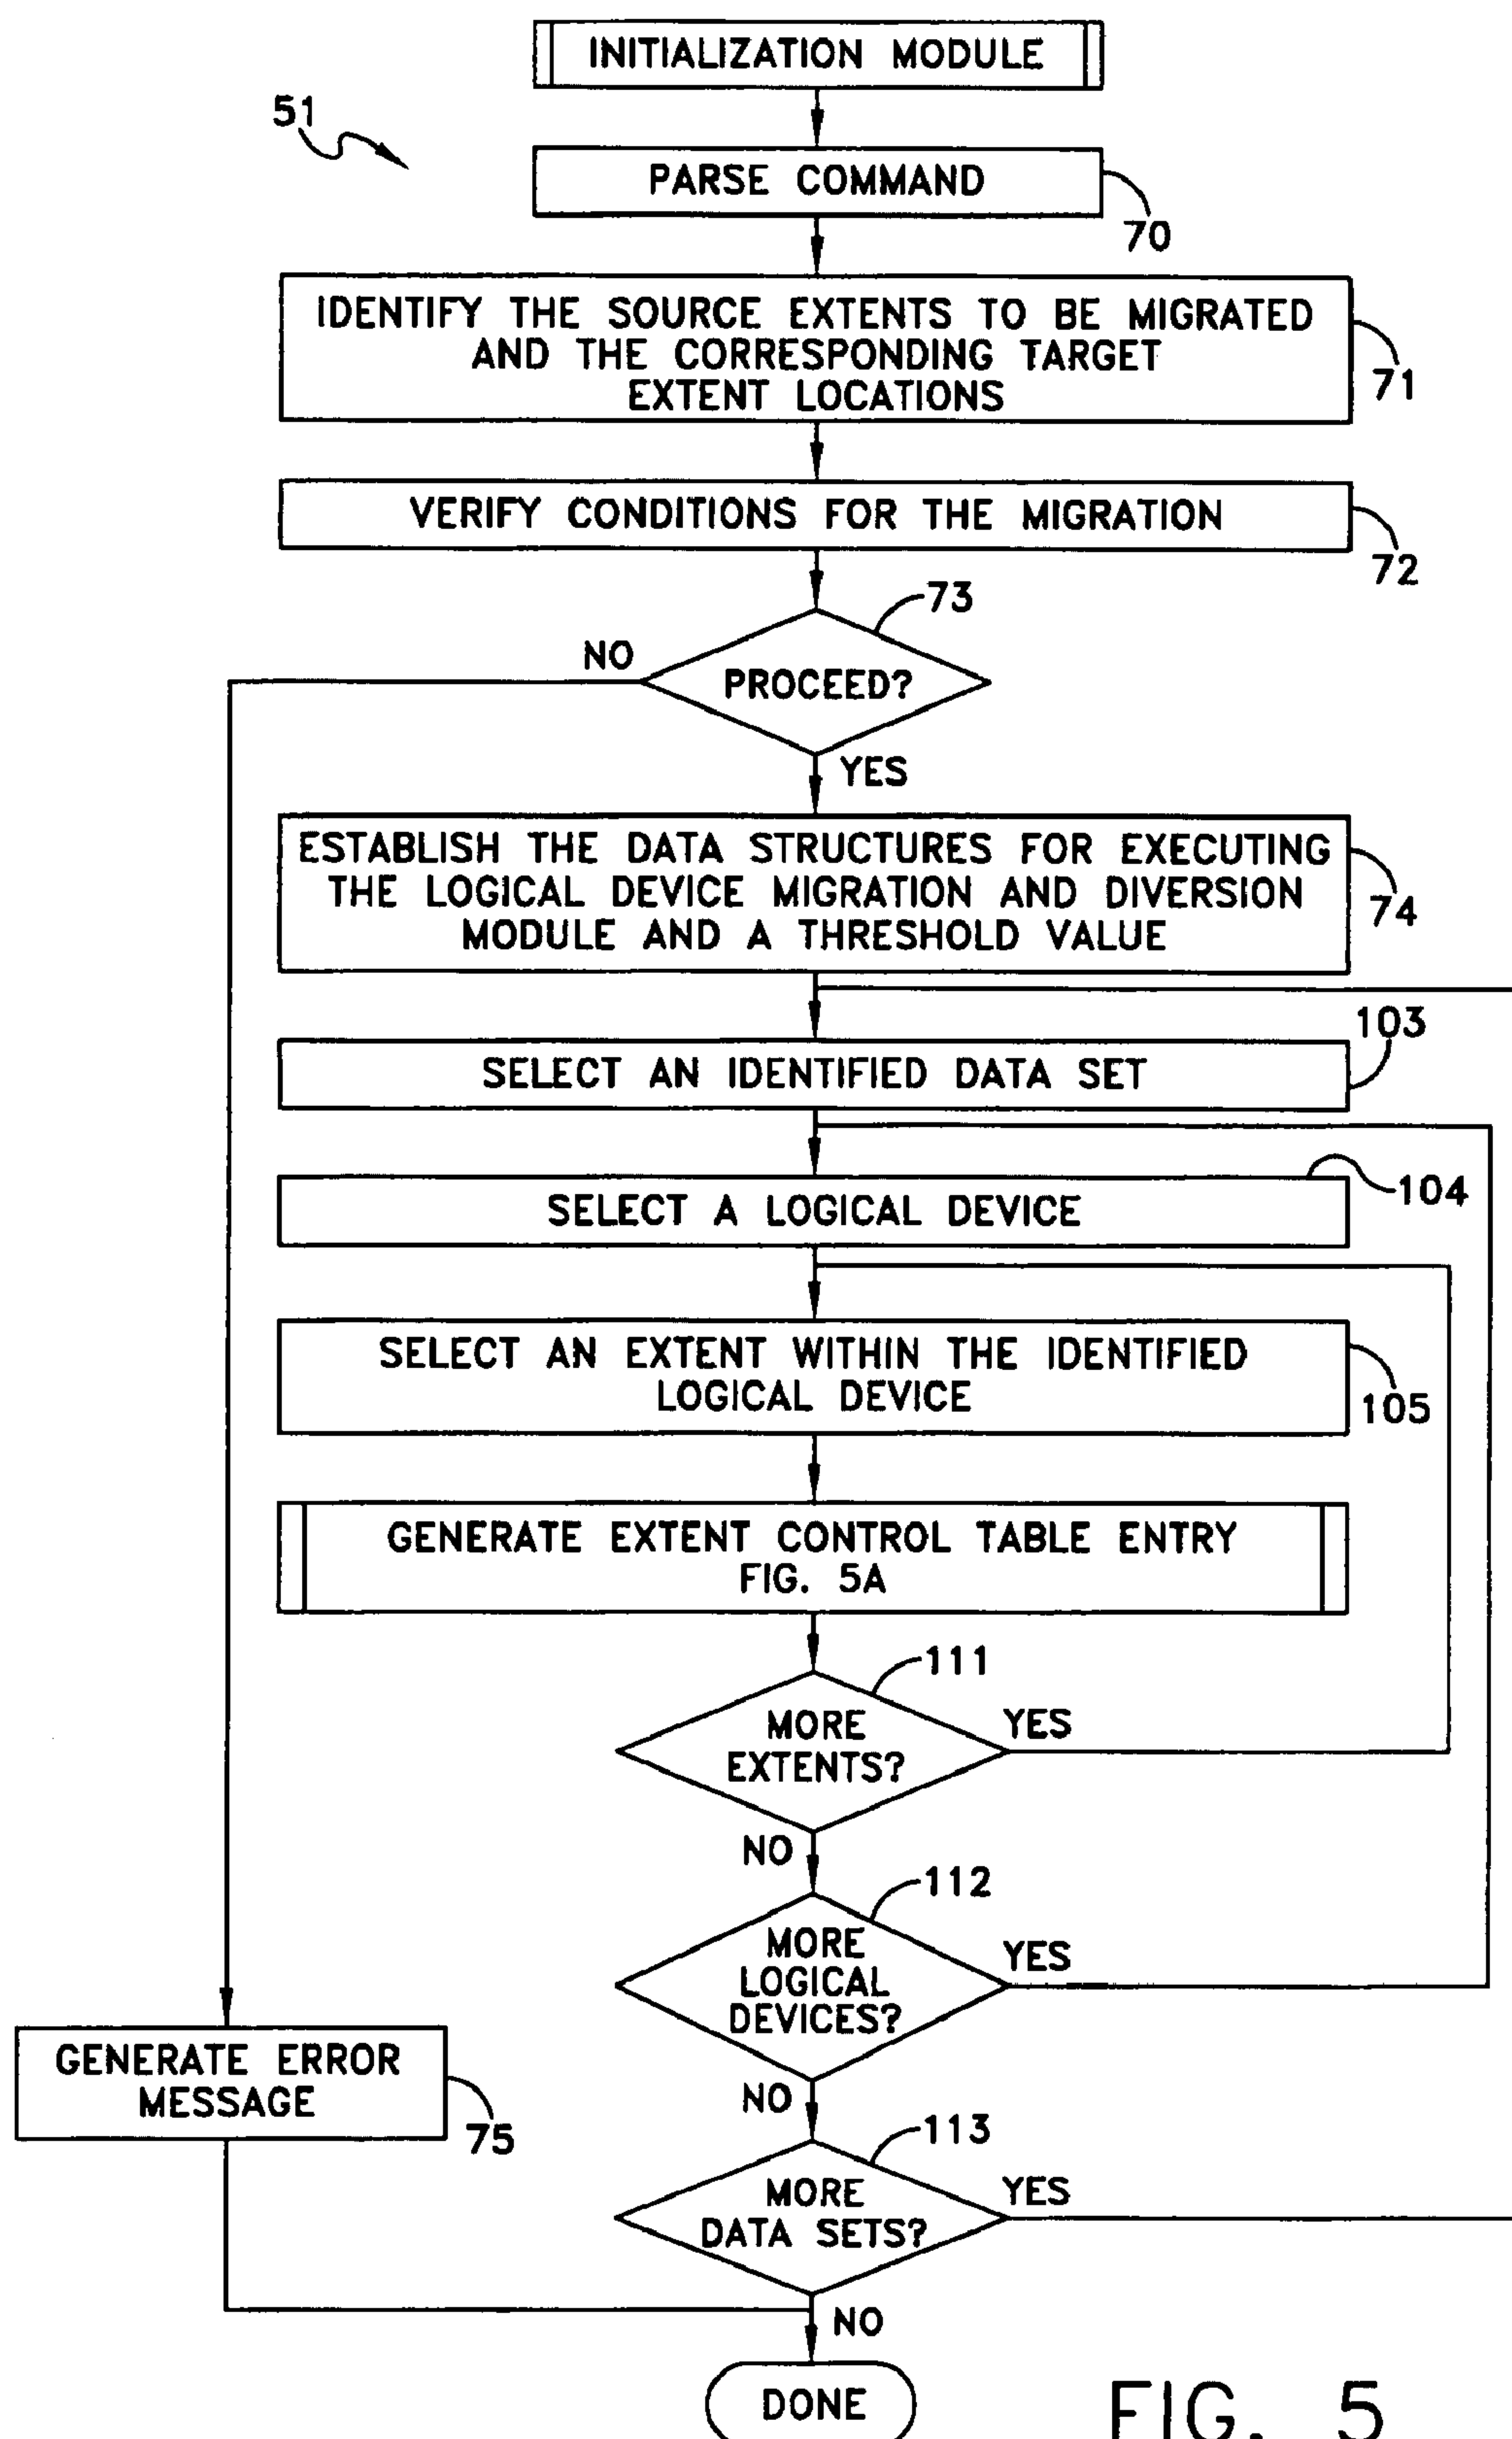 INITIALIZATION MODULE
51
PARSE COMMAND
70
IDENTIFY THE SOURCE EXTENTS TO BE MIGRATED
AND THE CORRESPONDING TARGET
EXTENT LOCATIONS
71
VERIFY CONDITIONS FOR THE MIGRATION
72
73
NO
PROCEED?
YES
ESTABLISH THE DATA STRUCTURES FOR EXECUTING
THE LOGICAL DEVICE MIGRATION AND DIVERSION
MODULE AND A THRESHOLD VALUE
74
103
SELECT AN IDENTIFIED DATA SET
104
SELECT A LOGICAL DEVICE
SELECT AN EXTENT WITHIN THE IDENTIFIED
LOGICAL DEVICE
105
GENERATE EXTENT CONTROL TABLE ENTRY
FIG. 5A
111
MORE
EXTENTS?
YES
NO
112
MORE
LOGICAL
DEVICES?
YES
GENERATE ERROR
MESSAGE
75
NO
113
MORE
DATA SETS?
YES
NO
DONE
FIG. 5